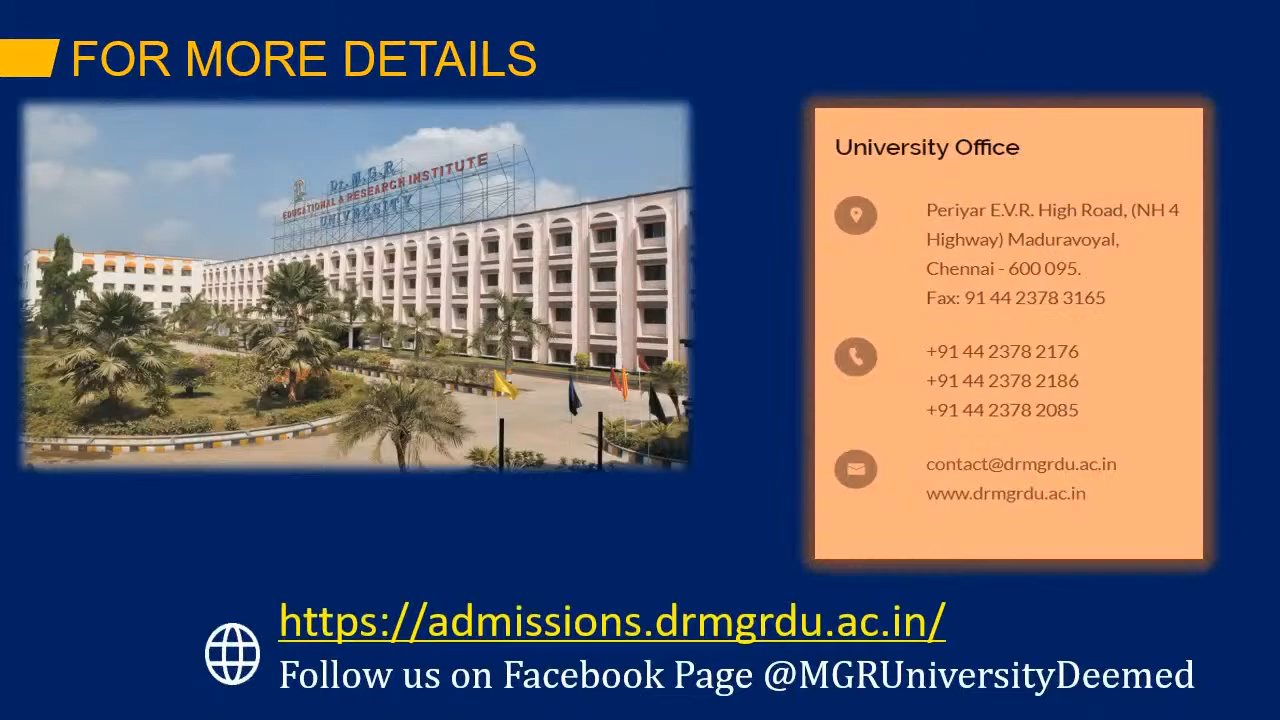 FOR MORE DETAILS
Dr. M.G.R
EDUCATIONAL & RESEARCH INSTITUTE
UNIVERSITY
University Office
Periyar E.V.R. High Road, (NH 4
Highway) Maduravoyal,
Chennai - 600 095.
Fax: 91 44 2378 3165
+91 44 2378 2176
+91 44 2378 2186
+91 44 2378 2085
contact@drmgrdu.ac.in
www.drmgrdu.ac.in
https://admissions.drmgrdu.ac.in/
Follow us on Facebook Page @MGRUniversityDeemed